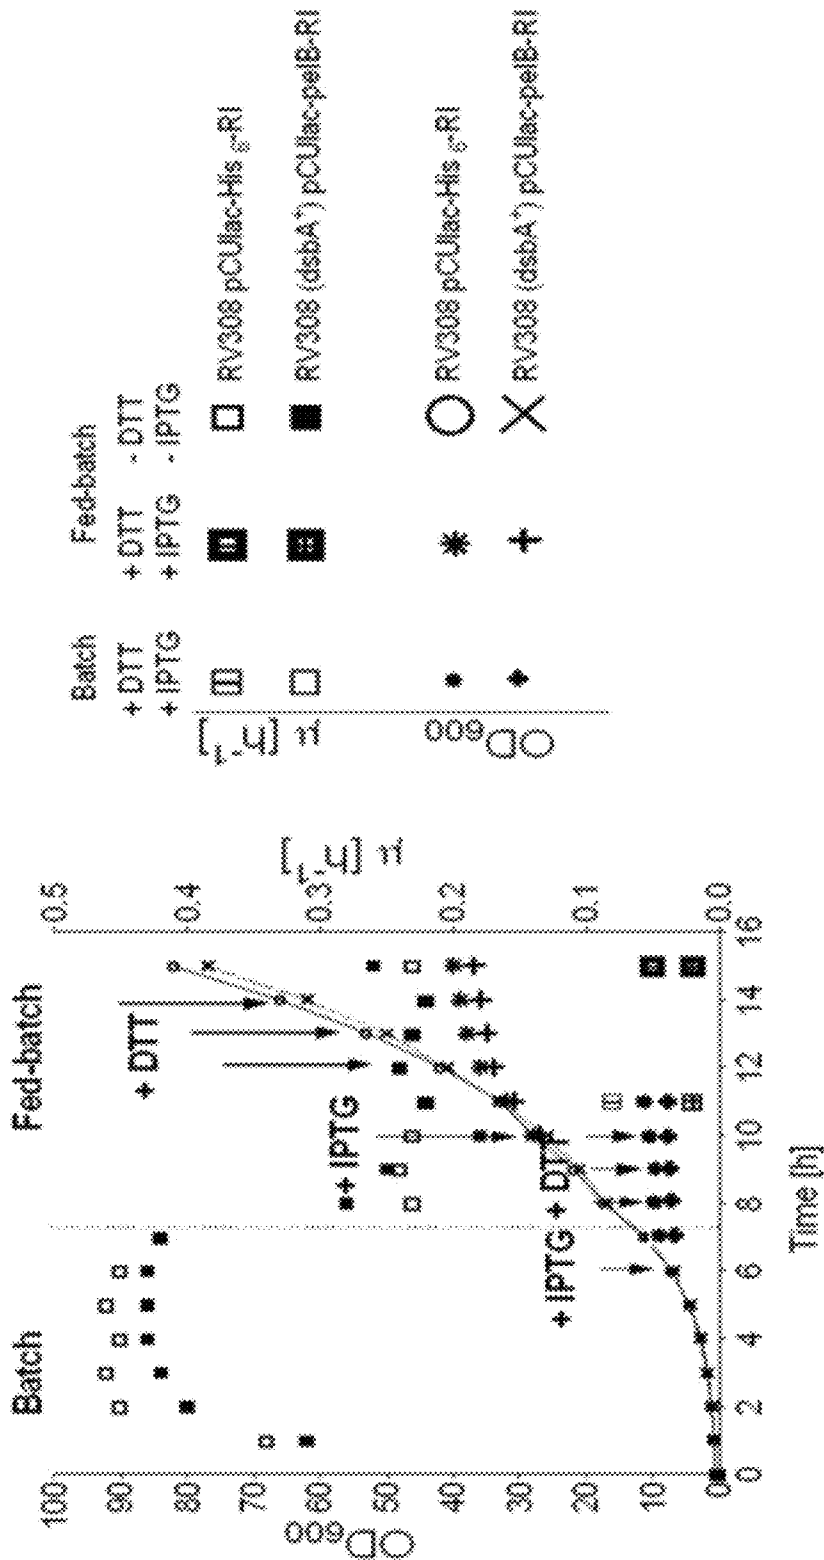 Batch
Fed-batch
100
90
80
70
60
50
40
30
20
10
0
OD600
0.5
0.4
0.3
0.2
0.1
0.0
µ [h-1]
+ DTT
+ IPTG
+ IPTG + DTT
0
2
4
6
8
10
12
14
16
Time [h]
Batch
Fed-batch
+ DTT
+ DTT
- DTT
+ IPTG
+ IPTG
- IPTG
µ [h-1]
RV308 pCUlac-His6-RI
RV308 (dsbA+) pCUlac-pelB-RI
OD600
RV308 pCUlac-His6-RI
RV308 (dsbA+) pCUlac-pelB-RI